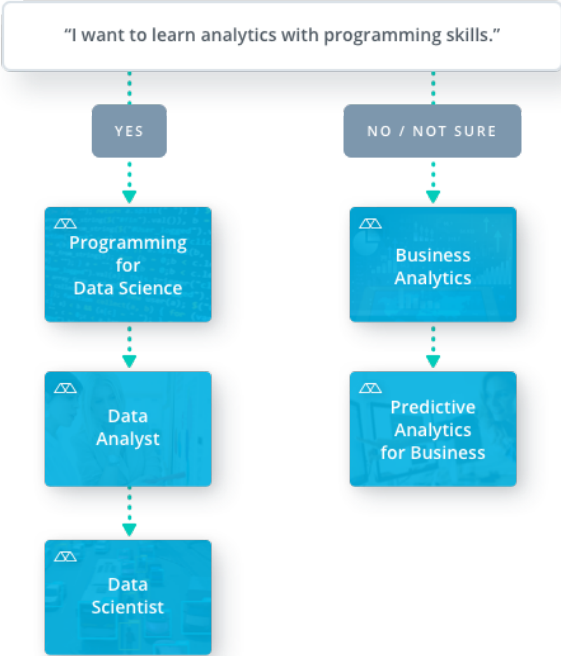 “I want to learn analytics with programming skills.”
YES
NO / NOT SURE
Programming
for
Data Science
Business
Analytics
Data
Analyst
Predictive
Analytics
for Business
Data
Scientist